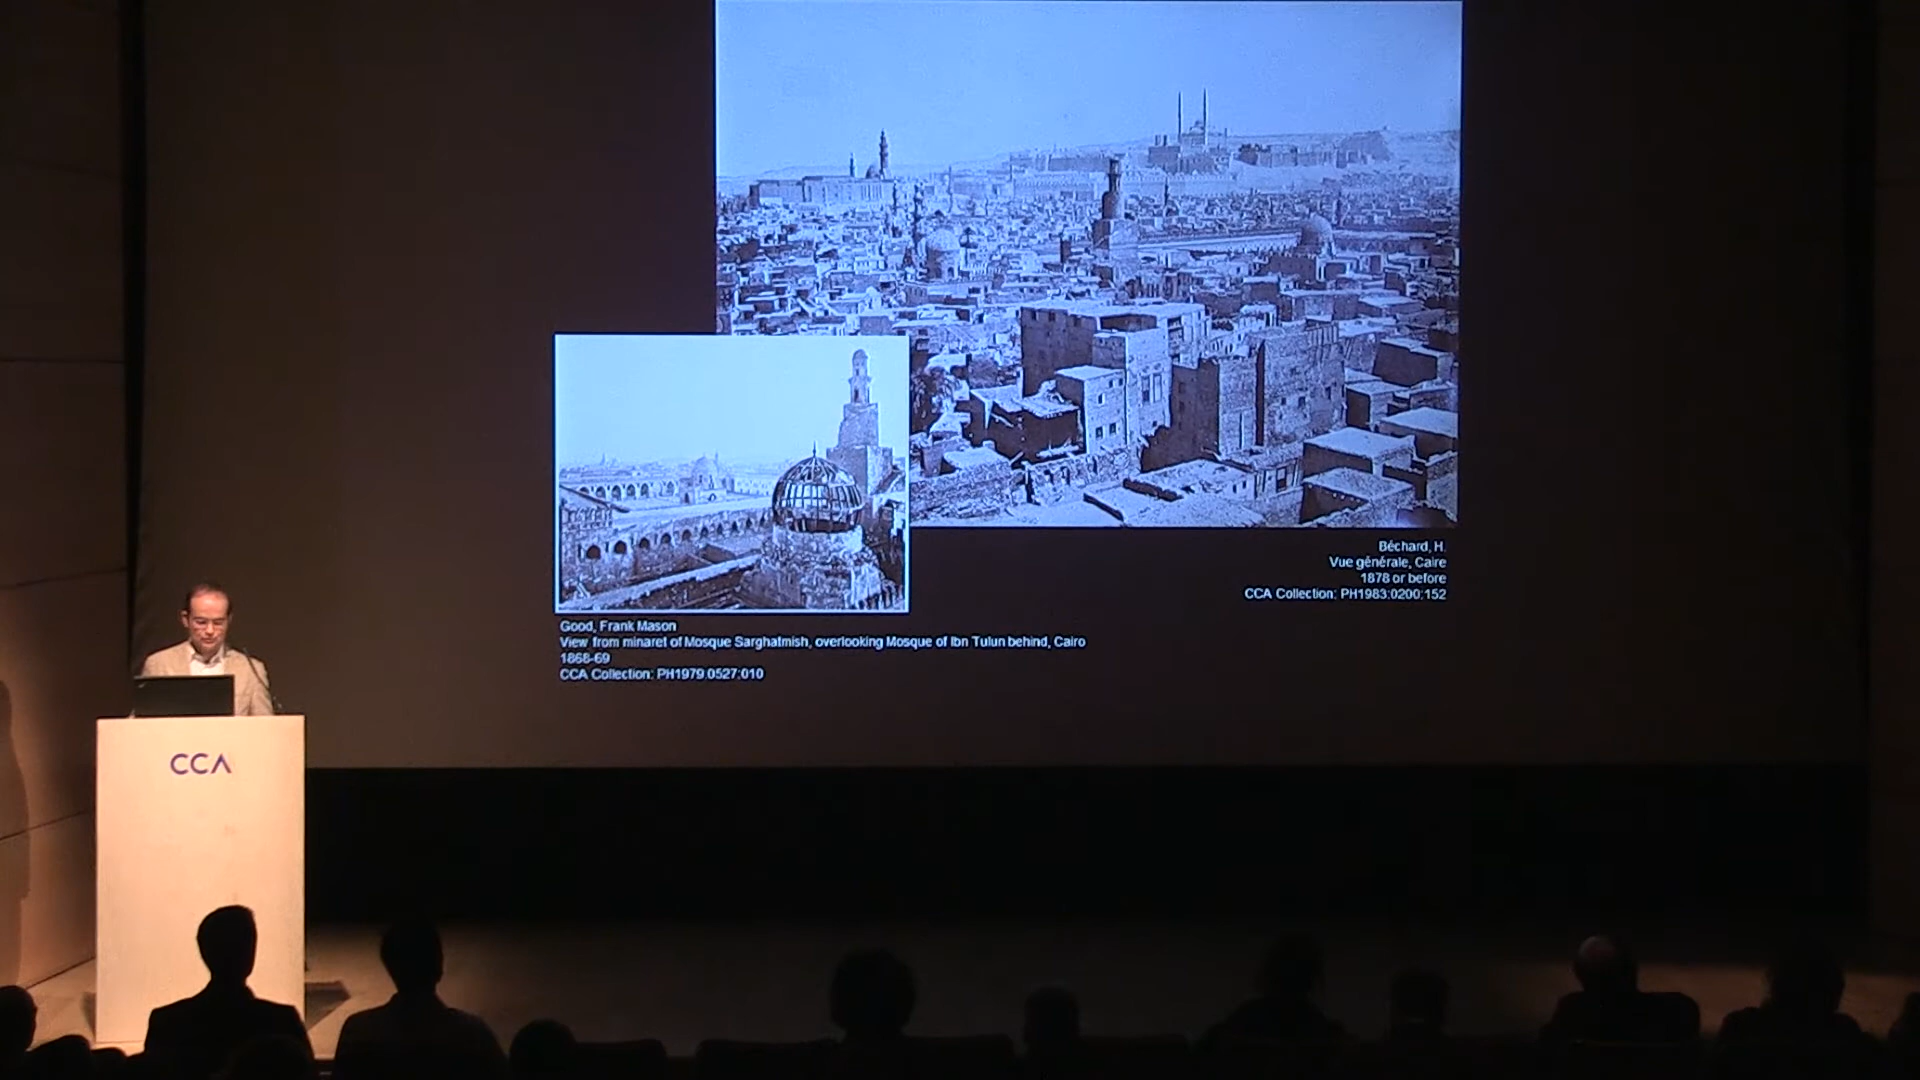 Béchard, H.
Vue générale, Caire
1878 or before
CCA Collection: PH1983:0200:152
Good, Frank Mason
View from minaret of Mosque Sarghatmish, overlooking Mosque of Ibn Tulun behind, Cairo
1868-69
CCA Collection: PH1979:0527:010
CCA